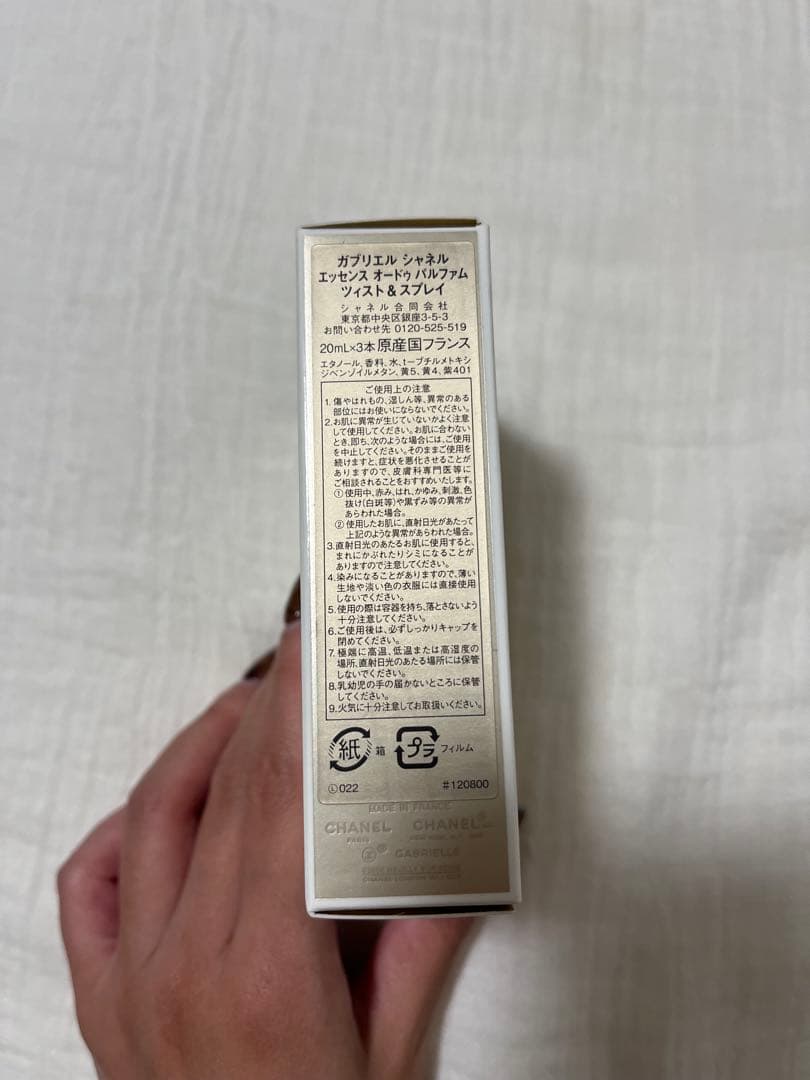 ガブリエル シャネル
エッセンス オードゥ パルファム
ツィスト&スプレイ
シャネル合同会社
東京都中央区銀座3-5-3
お問い合わせ先 0120-525-519
20mL×3本 原産国フランス
エタノール、香料、水、t-ブチルメトキシ
ジベンゾイルメタン、黄5、黄4、紫401
ご使用上の注意
1. 傷やはれもの、湿しん等、異常のある
部位にはお使いにならないでください。
2. お肌に異常が生じていないかよく注意
して使用してください。お肌に合わない
とき、即ち、次のような場合には、ご使用
を中止してください。そのままご使用を
続けますと、症状を悪化させることが
ありますので、皮膚科専門医等に
ご相談されることをおすすめいたします。
① 使用中、赤み、はれ、かゆみ、刺激、色
抜け(白斑等)や黒ずみ等の異常が
あらわれた場合。
② 使用したお肌に、直射日光があたって
上記のような異常があらわれた場合。
3. 直射日光のあたるお肌に使用すると、
まれにかぶれたりシミになることが
ありますので注意してください。
4. 染みになることがありますので、薄い
生地や淡い色の衣服には直接使用
しないでください。
5. 使用の際は容器を持ち、落とさないよう
十分注意してください。
6. ご使用後は、必ずしっかりキャップを
閉めてください。
7. 極端に高温、低温または高湿度の
場所、直射日光のあたる場所には保管
しないでください。
8. 乳幼児の手の届かないところに保管
してください。
9. 火気に十分注意してお取扱いください。
紙 箱 プラ フィルム
Ⓛ022 #120800
MADE IN FRANCE
CHANEL CHANEL®
PARIS
GABRIELLE